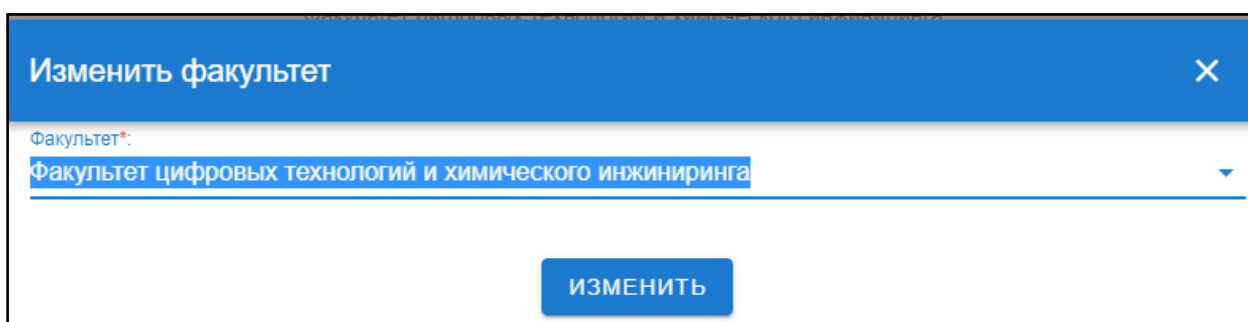 Изменить факультет
Факультет*:
Факультет цифровых технологий и химического инжиниринга
ИЗМЕНИТЬ